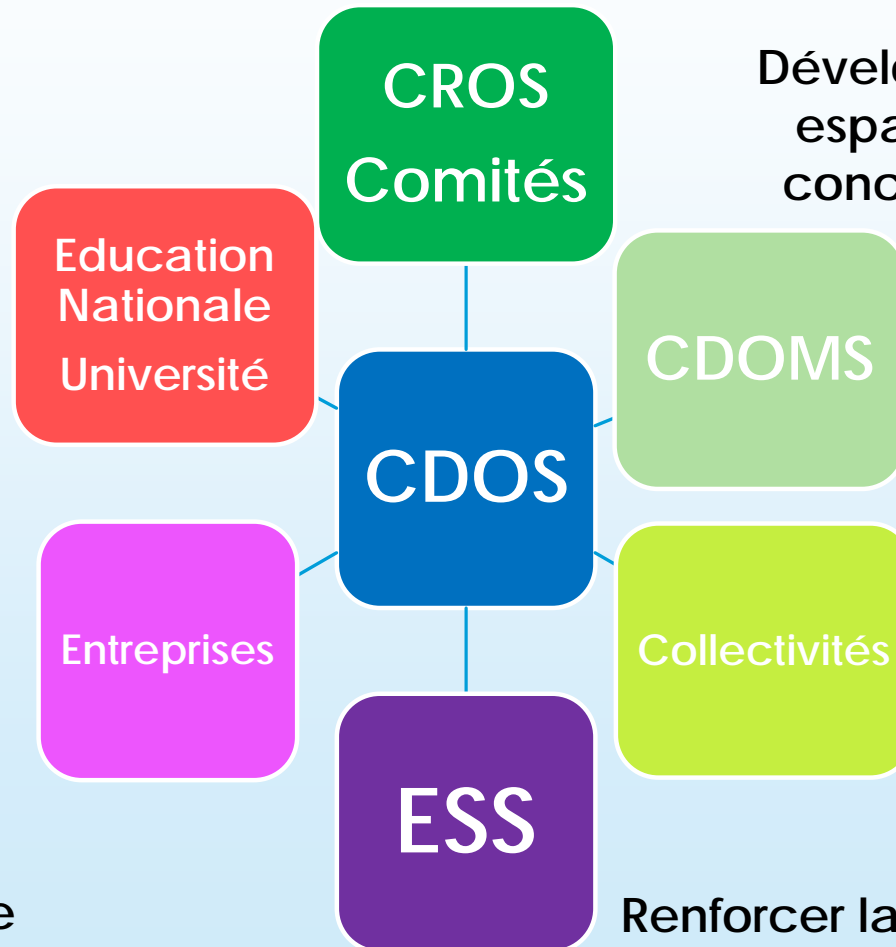 CROS
Comités
Education
Nationale
Université
CDOMS
CDOS
Entreprises
Collectivités
ESS
Renforcer la